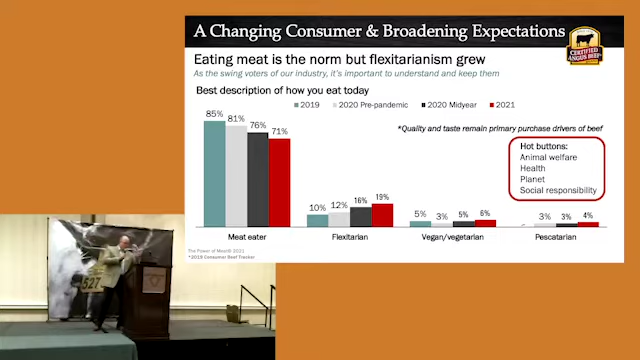 A Changing Consumer & Broadening Expectations
CERTIFIED
ANGUS BEEF
Eating meat is the norm but flexitarianism grew
As the swing voters of our industry, it's important to understand and keep them
Best description of how you eat today
2019 2020 Pre-pandemic 2020 Midyear 2021
*Quality and taste remain primary purchase drivers of beef
85% 81% 76% 71%
10% 12% 16% 19%
5% 3% 5% 6%
3% 3% 4%
Hot buttons:
Animal welfare
Health
Planet
Social responsibility
Meat eater Flexitarian Vegan/vegetarian Pescatarian
The Power of Meat© 2021
*2019 Consumer Beef Tracker
527